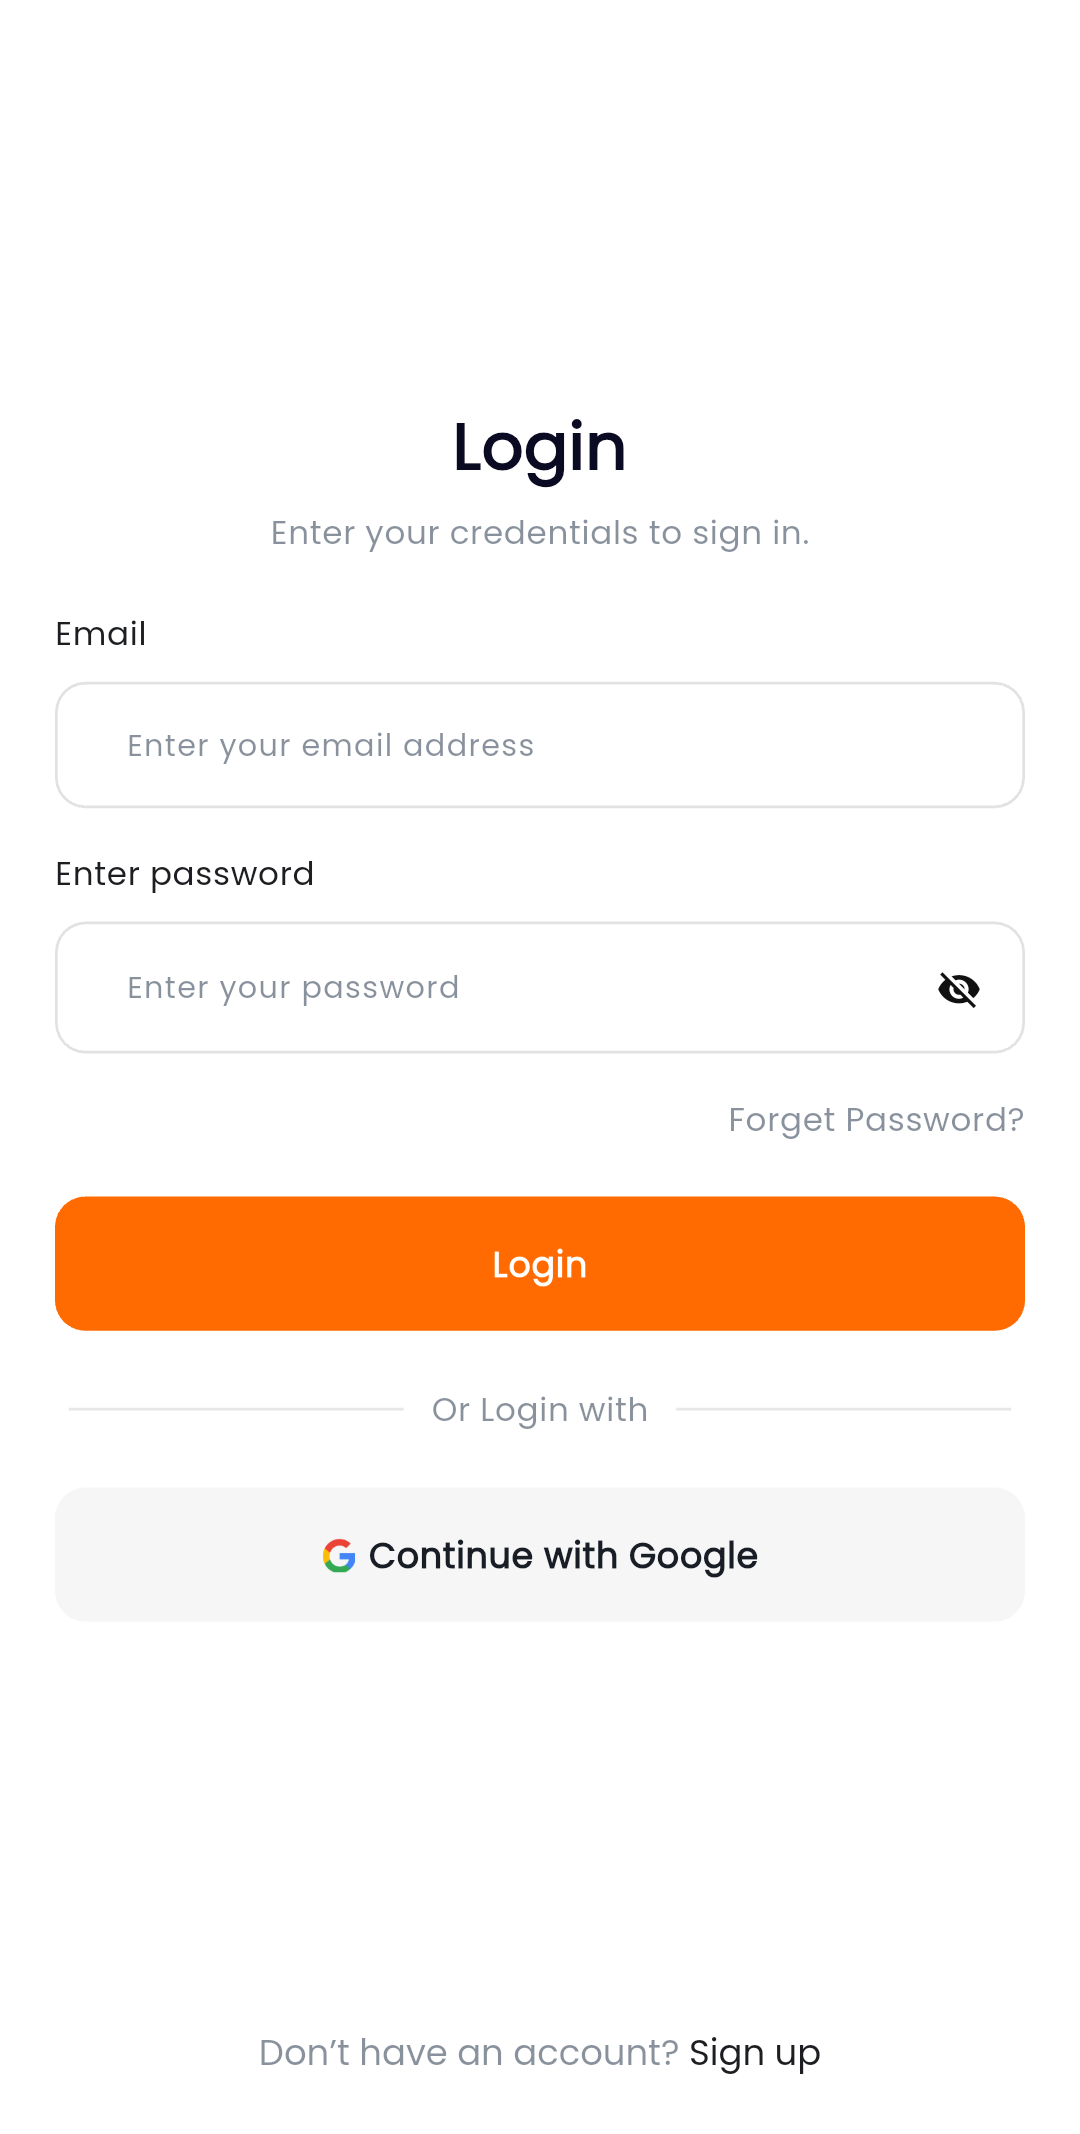 Login
Enter your credentials to sign in.
Email
Enter your email address
Enter password
Enter your password
Forget Password?
Login
Or Login with
Continue with Google
Don’t have an account? Sign up